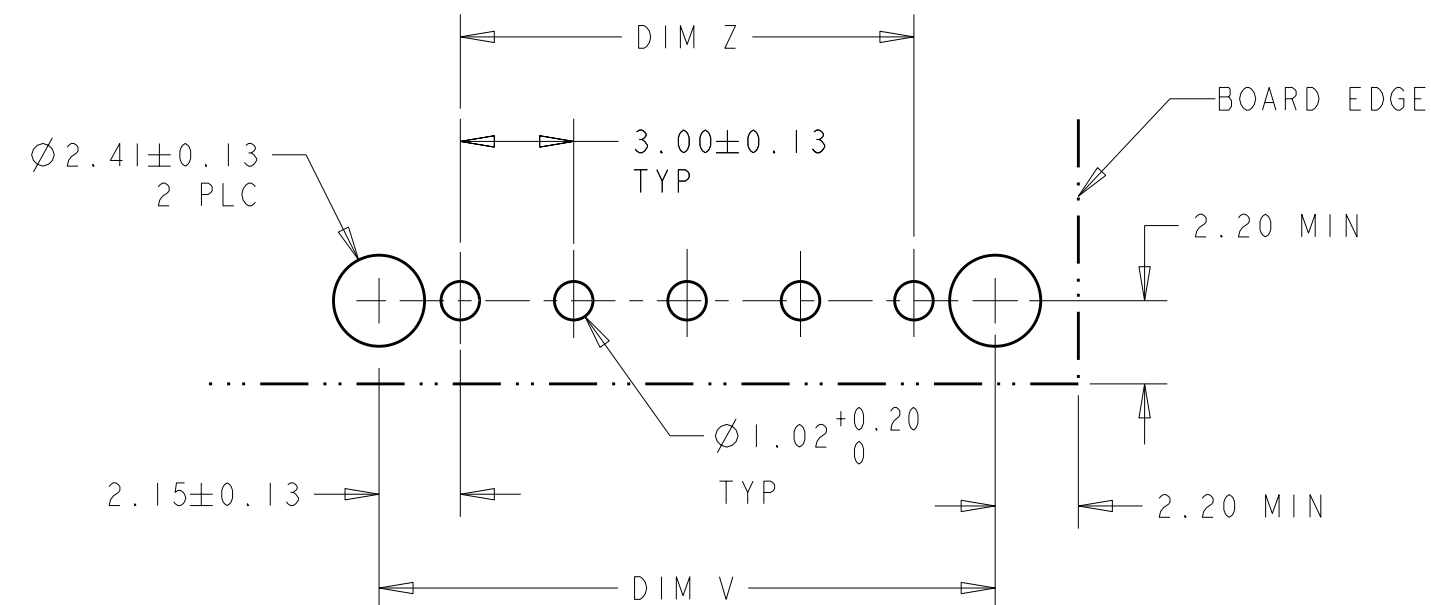 DIM Z
BOARD EDGE
3.00±0.13
TYP
Ø2.41±0.13
2 PLC
2.20 MIN
Ø1.02 +0.20
0
TYP
2.15±0.13
2.20 MIN
DIM V